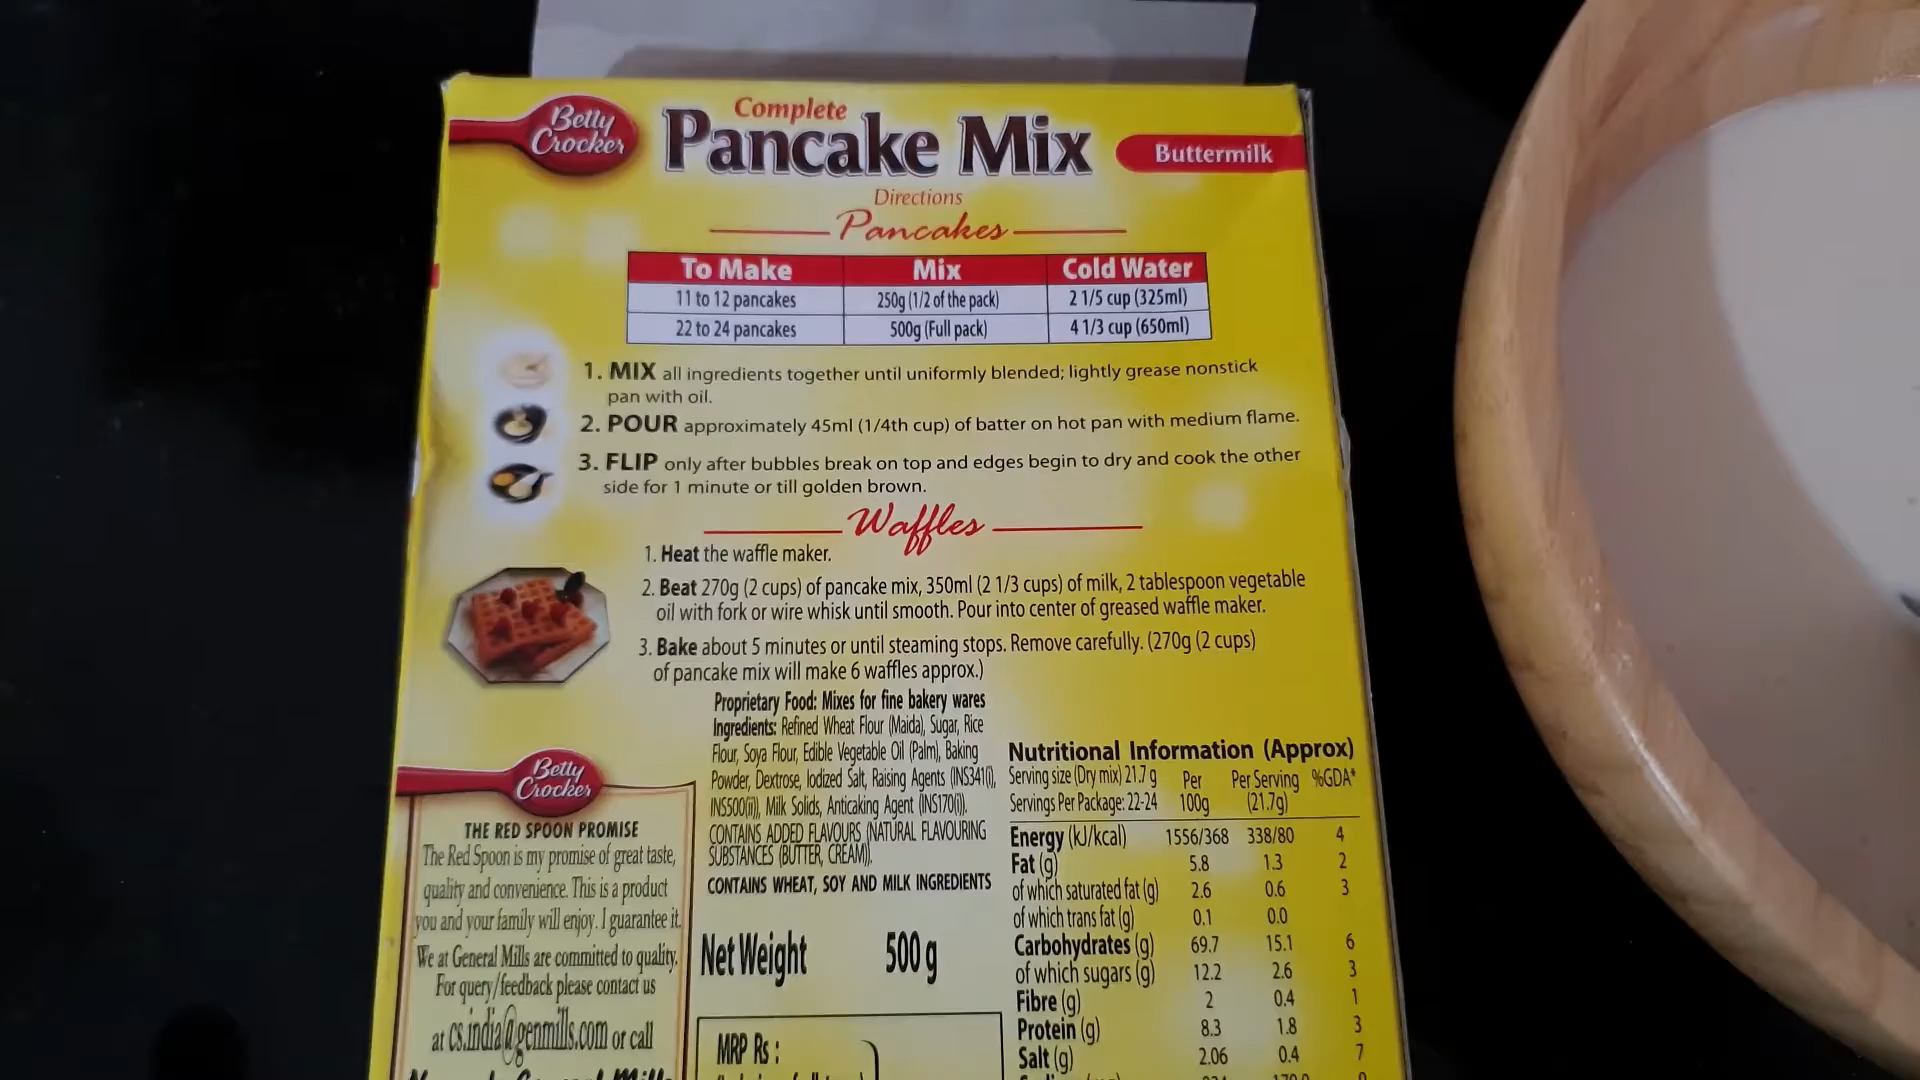 Betty
Crocker
Complete
Pancake Mix
Buttermilk
Directions
Pancakes
To Make Mix Cold Water
11 to 12 pancakes 250g (1/2 of the pack) 2 1/5 cup (325ml)
22 to 24 pancakes 500g (Full pack) 4 1/3 cup (650ml)
1. MIX all ingredients together until uniformly blended; lightly grease nonstick
pan with oil.
2. POUR approximately 45ml (1/4th cup) of batter on hot pan with medium flame.
3. FLIP only after bubbles break on top and edges begin to dry and cook the other
side for 1 minute or till golden brown.
Waffles
1. Heat the waffle maker.
2. Beat 270g (2 cups) of pancake mix, 350ml (2 1/3 cups) of milk, 2 tablespoon vegetable
oil with fork or wire whisk until smooth. Pour into center of greased waffle maker.
3. Bake about 5 minutes or until steaming stops. Remove carefully. (270g (2 cups)
of pancake mix will make 6 waffles approx.)
Proprietary Food: Mixes for fine bakery wares
Ingredients: Refined Wheat Flour (Maida), Sugar, Rice
Flour, Soya Flour, Edible Vegetable Oil (Palm), Baking
Powder, Dextrose, Iodized Salt, Raising Agents (INS341(i),
INS500(ii)), Milk Solids, Anticaking Agent (INS170(i)).
CONTAINS ADDED FLAVOURS (NATURAL FLAVOURING
SUBSTANCES (BUTTER, CREAM)).
CONTAINS WHEAT, SOY AND MILK INGREDIENTS
Net Weight 500 g
MRP Rs :
Betty
Crocker
THE RED SPOON PROMISE
The Red Spoon is my promise of great taste,
quality and convenience. This is a product
you and your family will enjoy. I guarantee it.
We at General Mills are committed to quality.
For query/feedback please contact us
at cs.india@genmills.com or call
Nutritional Information (Approx)
Serving size (Dry mix) 21.7 g Per Per Serving %GDA*
Servings Per Package: 22-24 100g (21.7g)
Energy (kJ/kcal) 1556/368 338/80 4
Fat (g) 5.8 1.3 2
of which saturated fat (g) 2.6 0.6 3
of which trans fat (g) 0.1 0.0
Carbohydrates (g) 69.7 15.1 6
of which sugars (g) 12.2 2.6 3
Fibre (g) 2 0.4 1
Protein (g) 8.3 1.8 3
Salt (g) 2.06 0.4 7